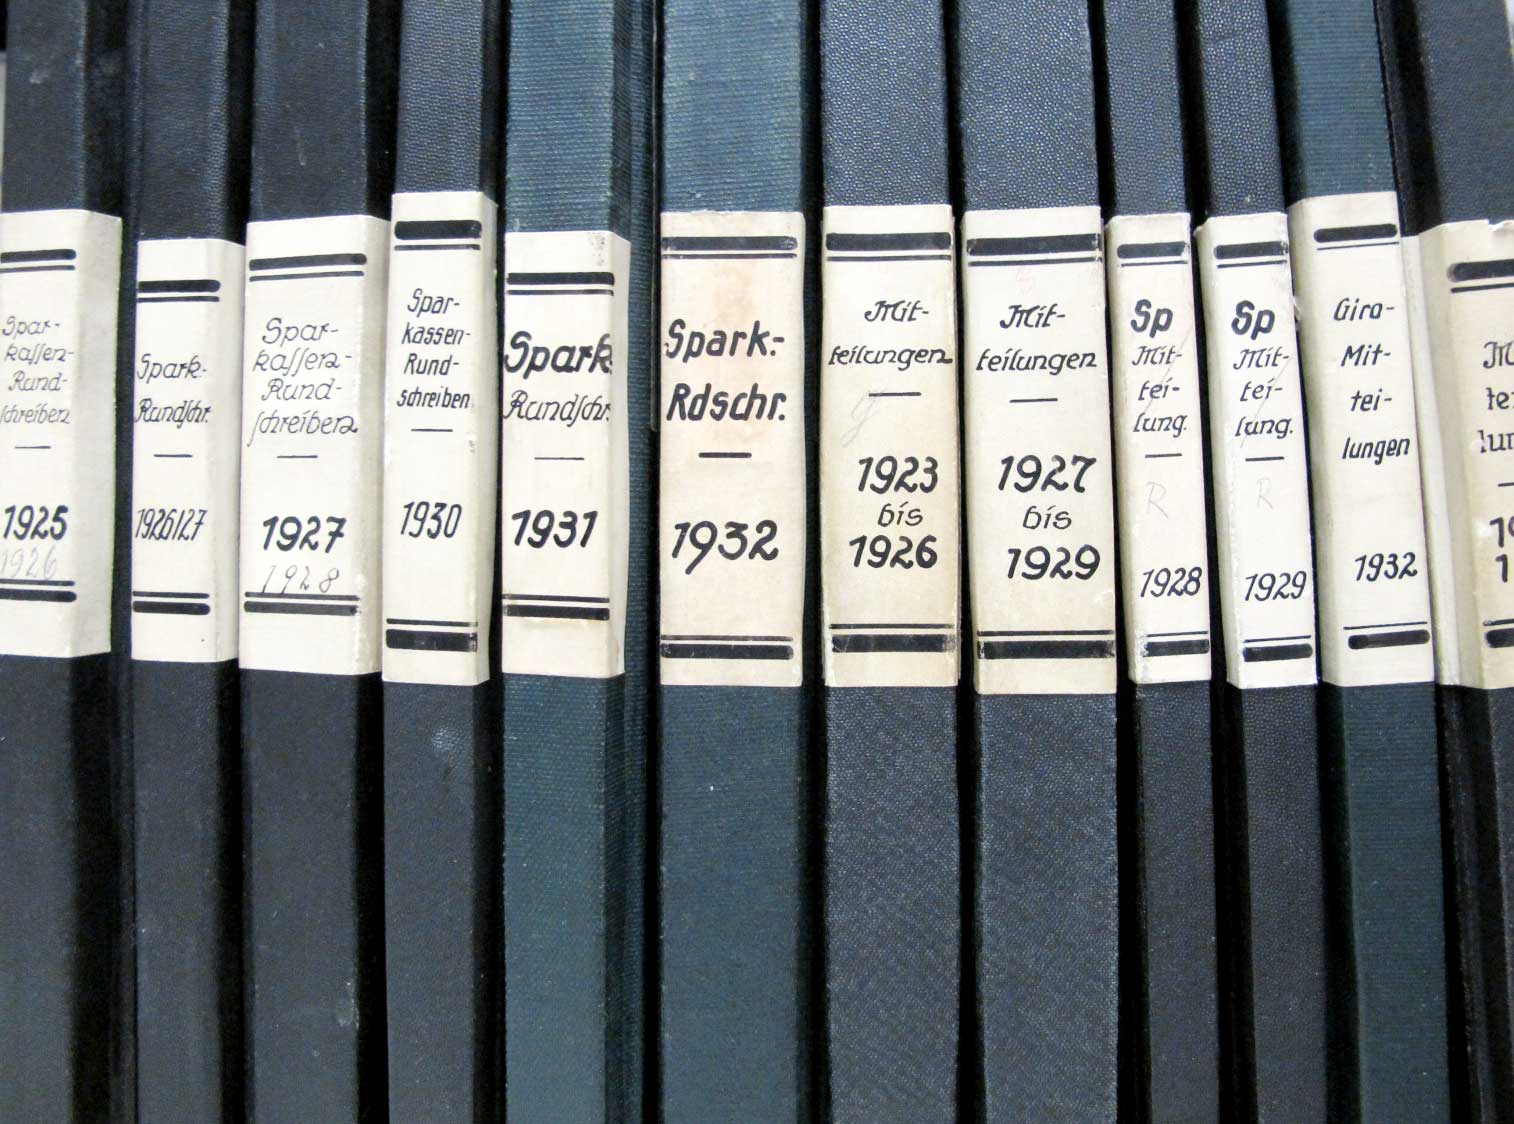 Spar-
kassen-
Rund-
schreiben
1925
1926
Spark.-
Rundschr.
1926/27
Spar-
kassen-
Rund-
schreiben
1927
1928
Spar-
kassen-
Rund-
schreiben
1930
Spark.
Rundschr.
1931
Spark.-
Rdschr.
1932
Mit-
teilungen
1923
bis
1926
Mit-
teilungen
1927
bis
1929
Sp
Mit-
tei-
lung.
R
1928
Sp
Mit-
tei-
lung.
R
1929
Giro-
Mit-
tei-
lungen
1932